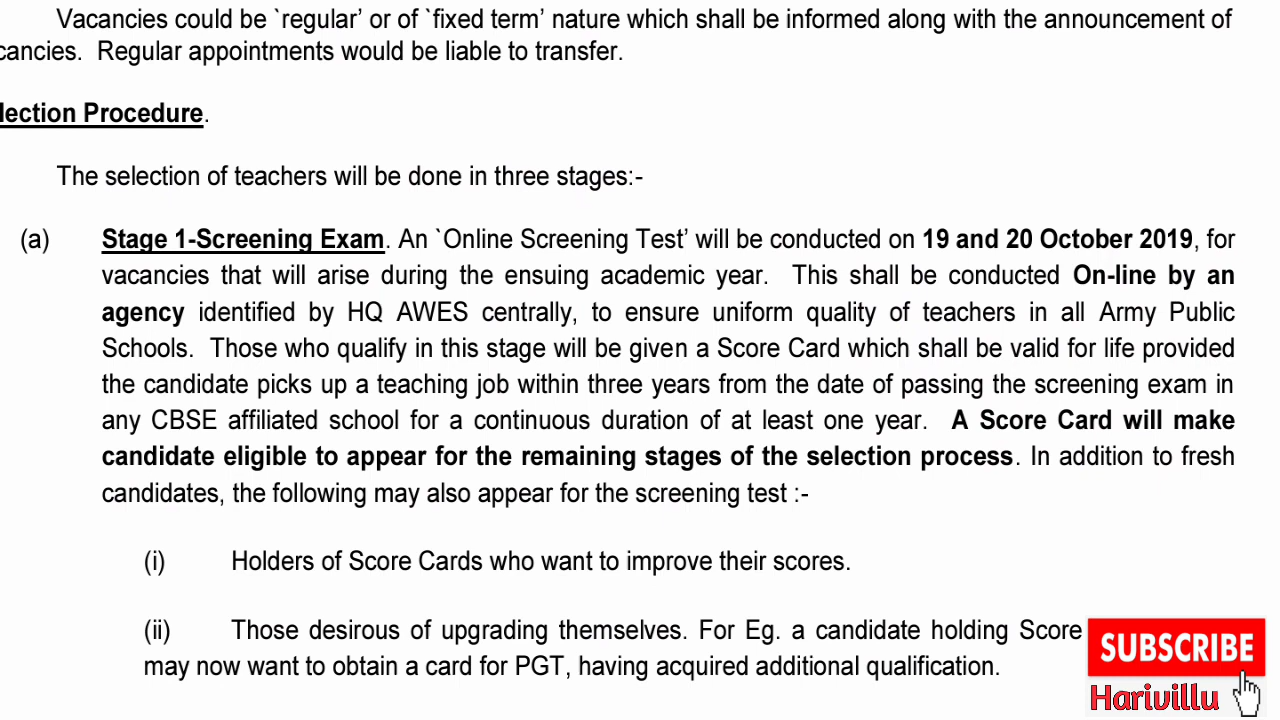 Vacancies could be `regular' or of `fixed term' nature which shall be informed along with the announcement of
cancies. Regular appointments would be liable to transfer.
lection Procedure.
The selection of teachers will be done in three stages:-
(a) Stage 1-Screening Exam. An `Online Screening Test' will be conducted on 19 and 20 October 2019, for
vacancies that will arise during the ensuing academic year. This shall be conducted On-line by an
agency identified by HQ AWES centrally, to ensure uniform quality of teachers in all Army Public
Schools. Those who qualify in this stage will be given a Score Card which shall be valid for life provided
the candidate picks up a teaching job within three years from the date of passing the screening exam in
any CBSE affiliated school for a continuous duration of at least one year. A Score Card will make
candidate eligible to appear for the remaining stages of the selection process. In addition to fresh
candidates, the following may also appear for the screening test :-
(i) Holders of Score Cards who want to improve their scores.
(ii) Those desirous of upgrading themselves. For Eg. a candidate holding Score
may now want to obtain a card for PGT, having acquired additional qualification.
SUBSCRIBE
Harivillu